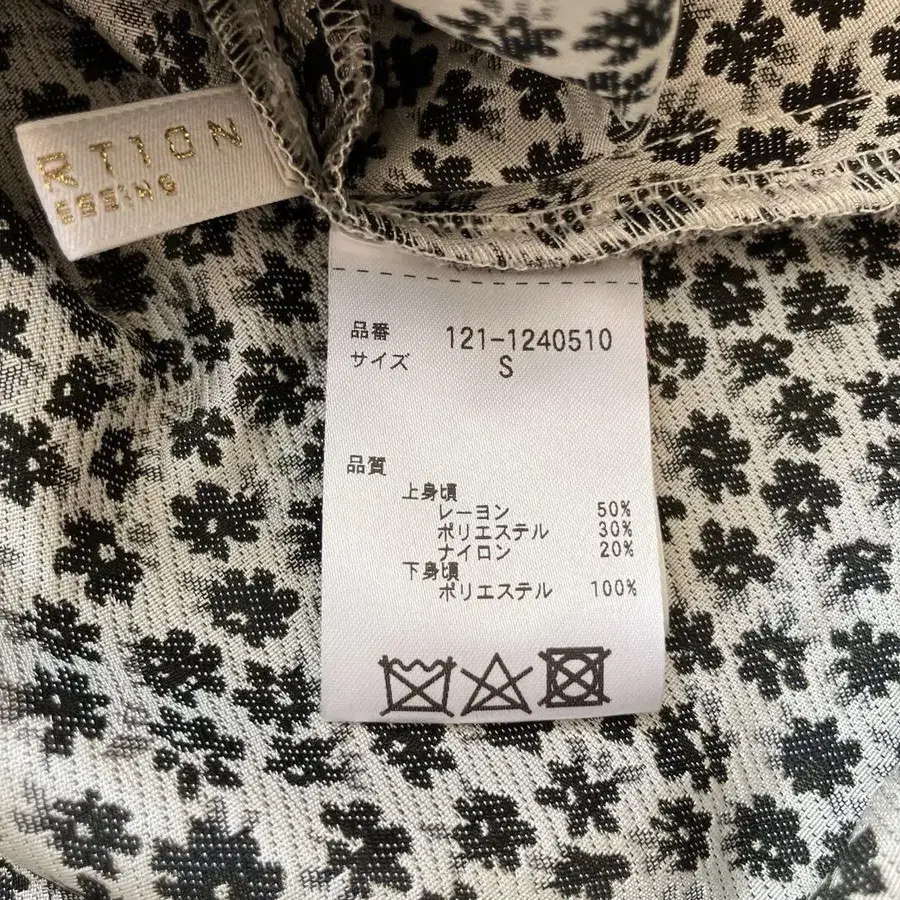 RTION
ESSING
品番 121-1240510
サイズ S
品質
上身頃
レーヨン 50%
ポリエステル 30%
ナイロン 20%
下身頃
ポリエステル 100%